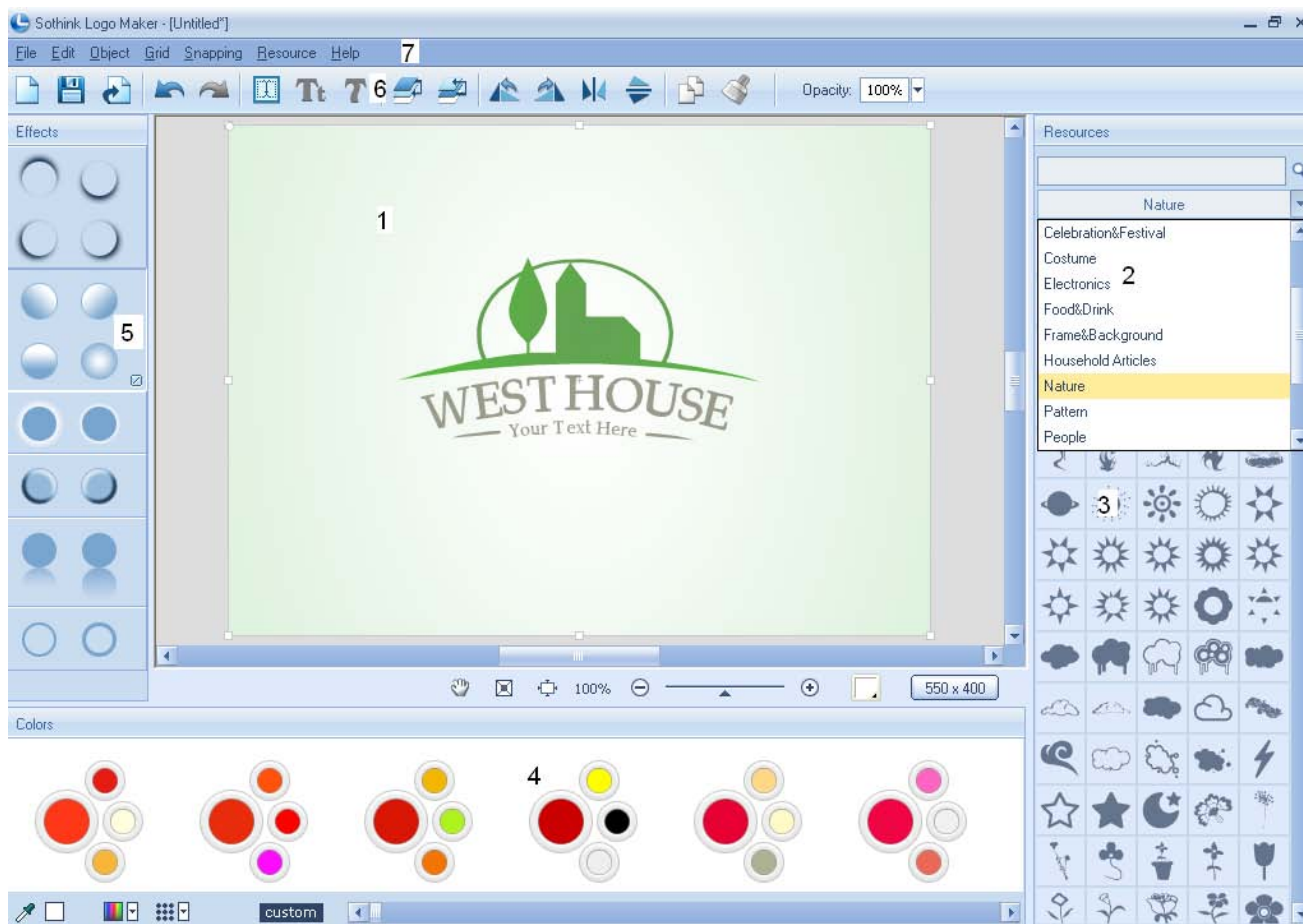 Sothink Logo Maker - [Untitled*]
File Edit Object Grid Snapping Resource Help 7
Tt T 6 Opacity: 100%
Effects
Resources
1
Nature
Celebration&Festival
Costume
Electronics 2
Food&Drink
Frame&Background
Household Articles
Nature
Pattern
People
5
3
WEST HOUSE
Your Text Here
100%
550 x 400
Colors
4
custom